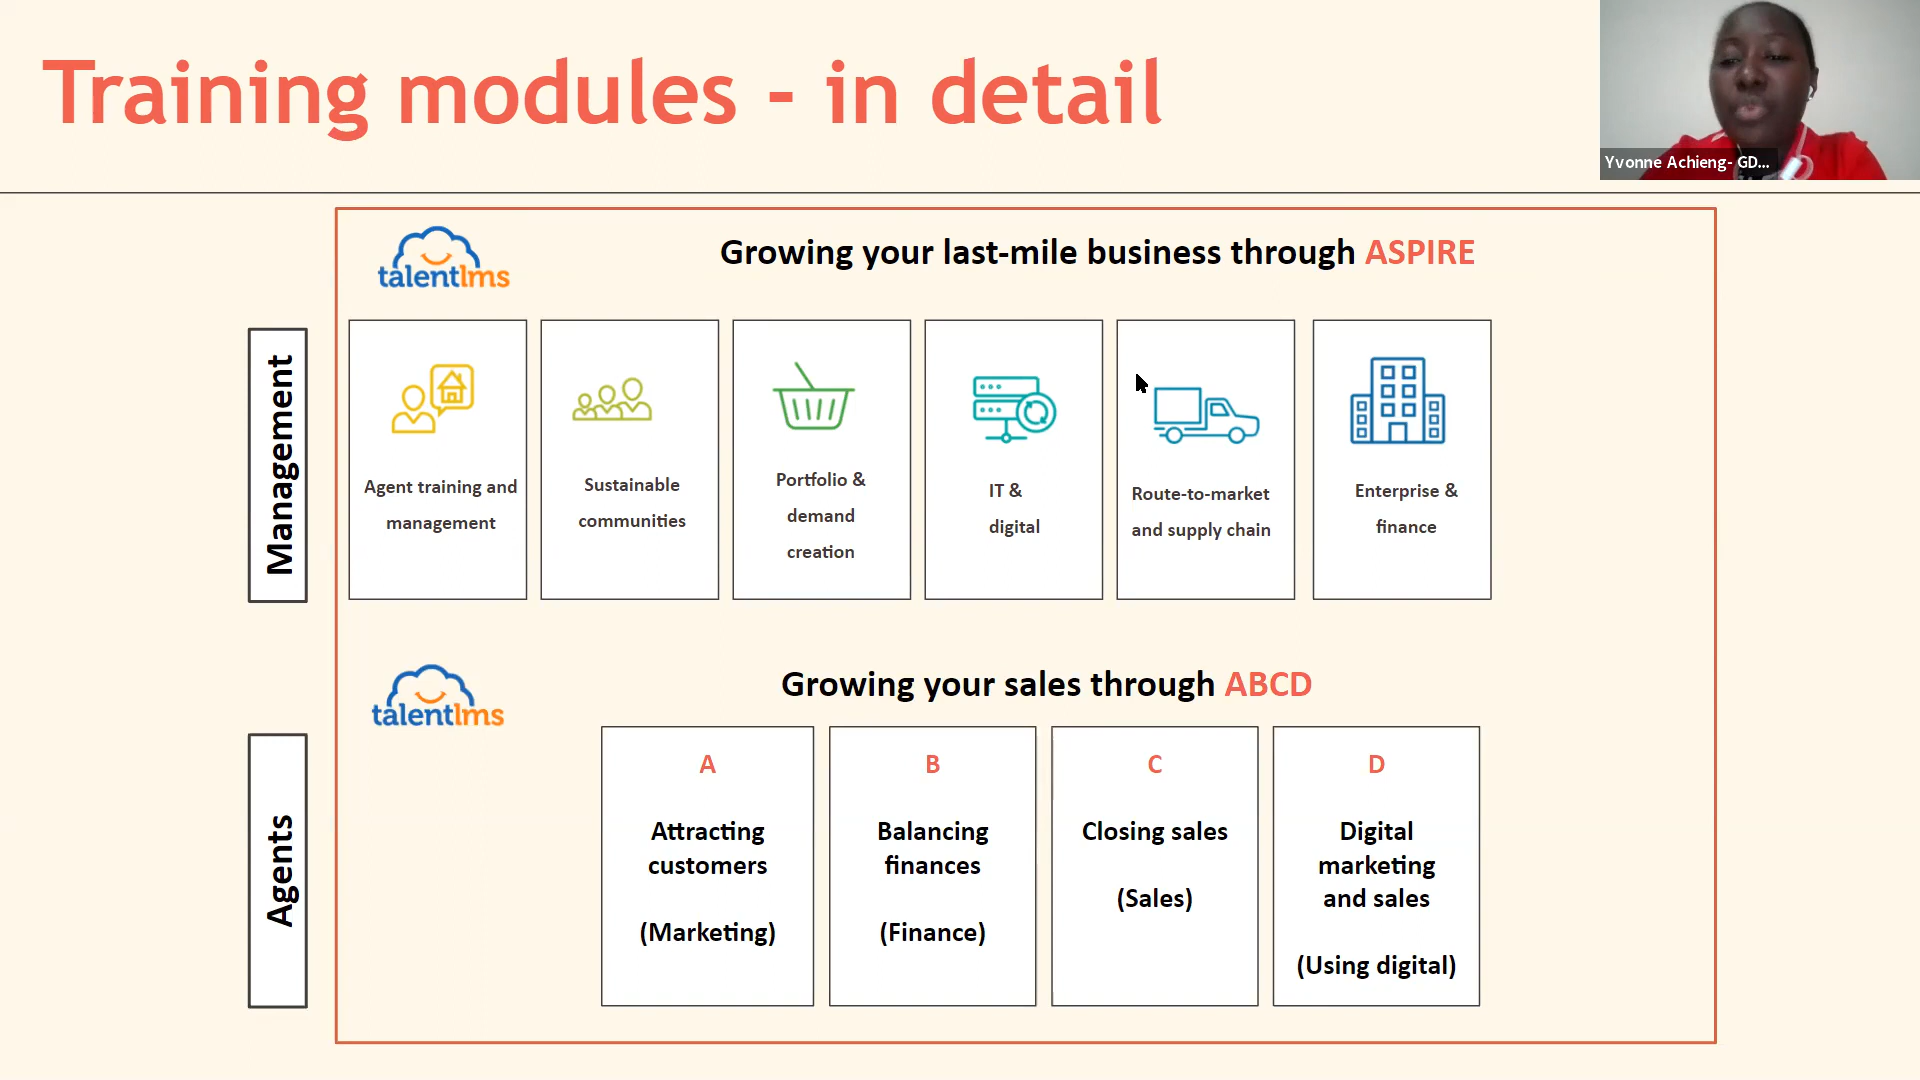 Training modules - in detail
Yvonne Achieng- GD...
talentlms
Growing your last-mile business through ASPIRE
Management
Agent training and
management
Sustainable
communities
Portfolio &
demand
creation
IT &
digital
Route-to-market
and supply chain
Enterprise &
finance
talentlms
Growing your sales through ABCD
Agents
A
Attracting
customers
(Marketing)
B
Balancing
finances
(Finance)
C
Closing sales
(Sales)
D
Digital
marketing
and sales
(Using digital)